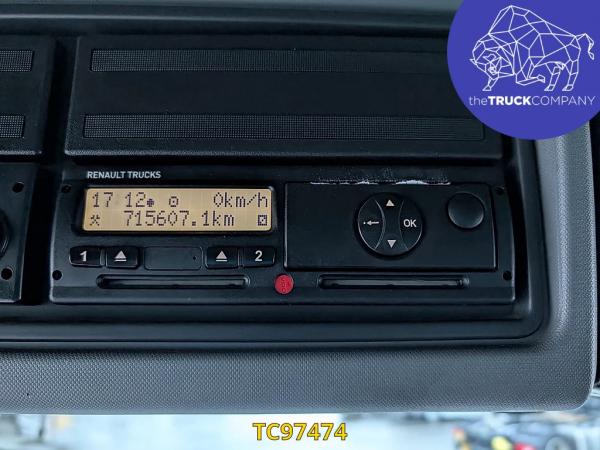 theTRUCKCOMPANY
RENAULT TRUCKS
17 12 0km/h
715607.1km
OK
1 2
TC97474